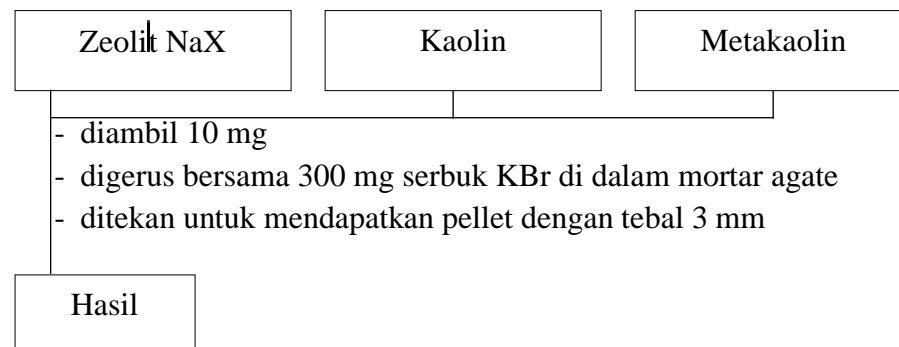 Zeolit NaX
Kaolin
Metakaolin
- diambil 10 mg
- digerus bersama 300 mg serbuk KBr di dalam mortar agate
- ditekan untuk mendapatkan pellet dengan tebal 3 mm
Hasil